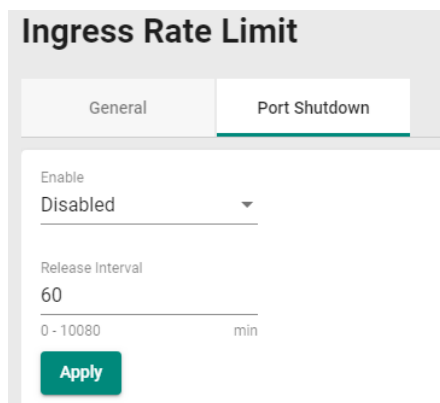 Ingress Rate Limit
General Port Shutdown
Enable
Disabled
Release Interval
60
0 - 10080 min
Apply